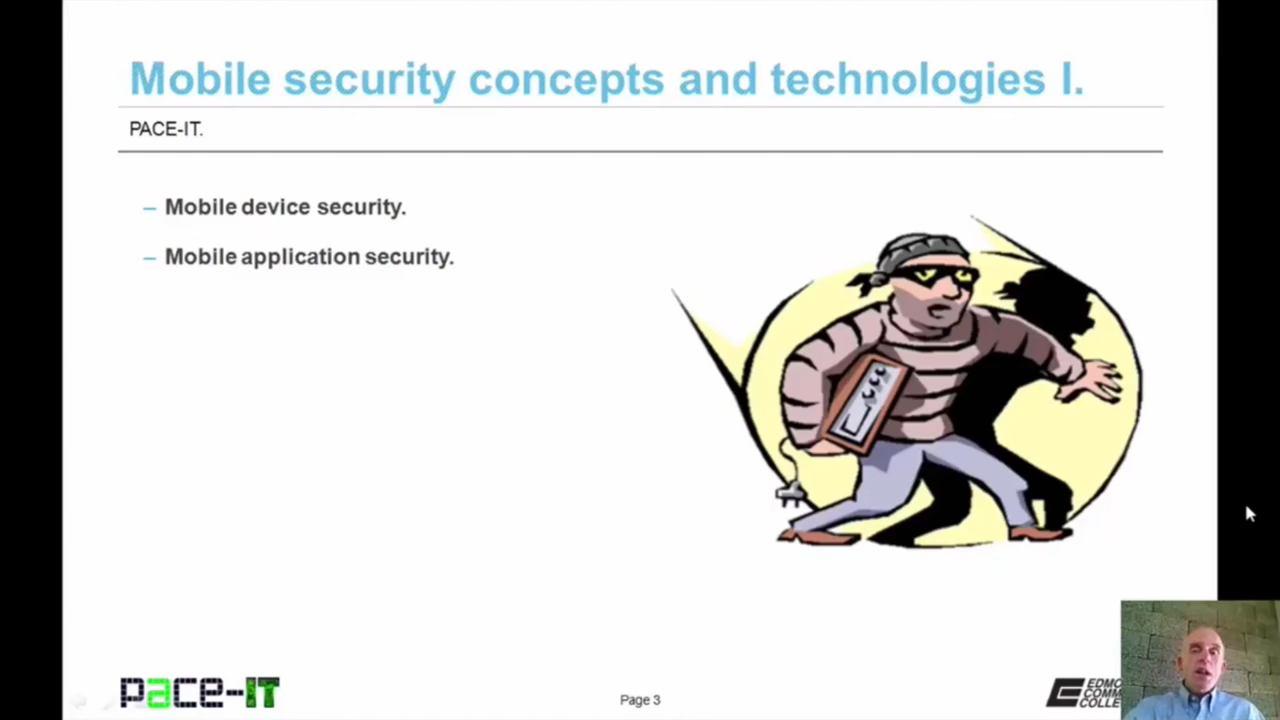 Mobile security concepts and technologies I.
PACE-IT.
– Mobile device security.
– Mobile application security.
pace-IT
Page 3